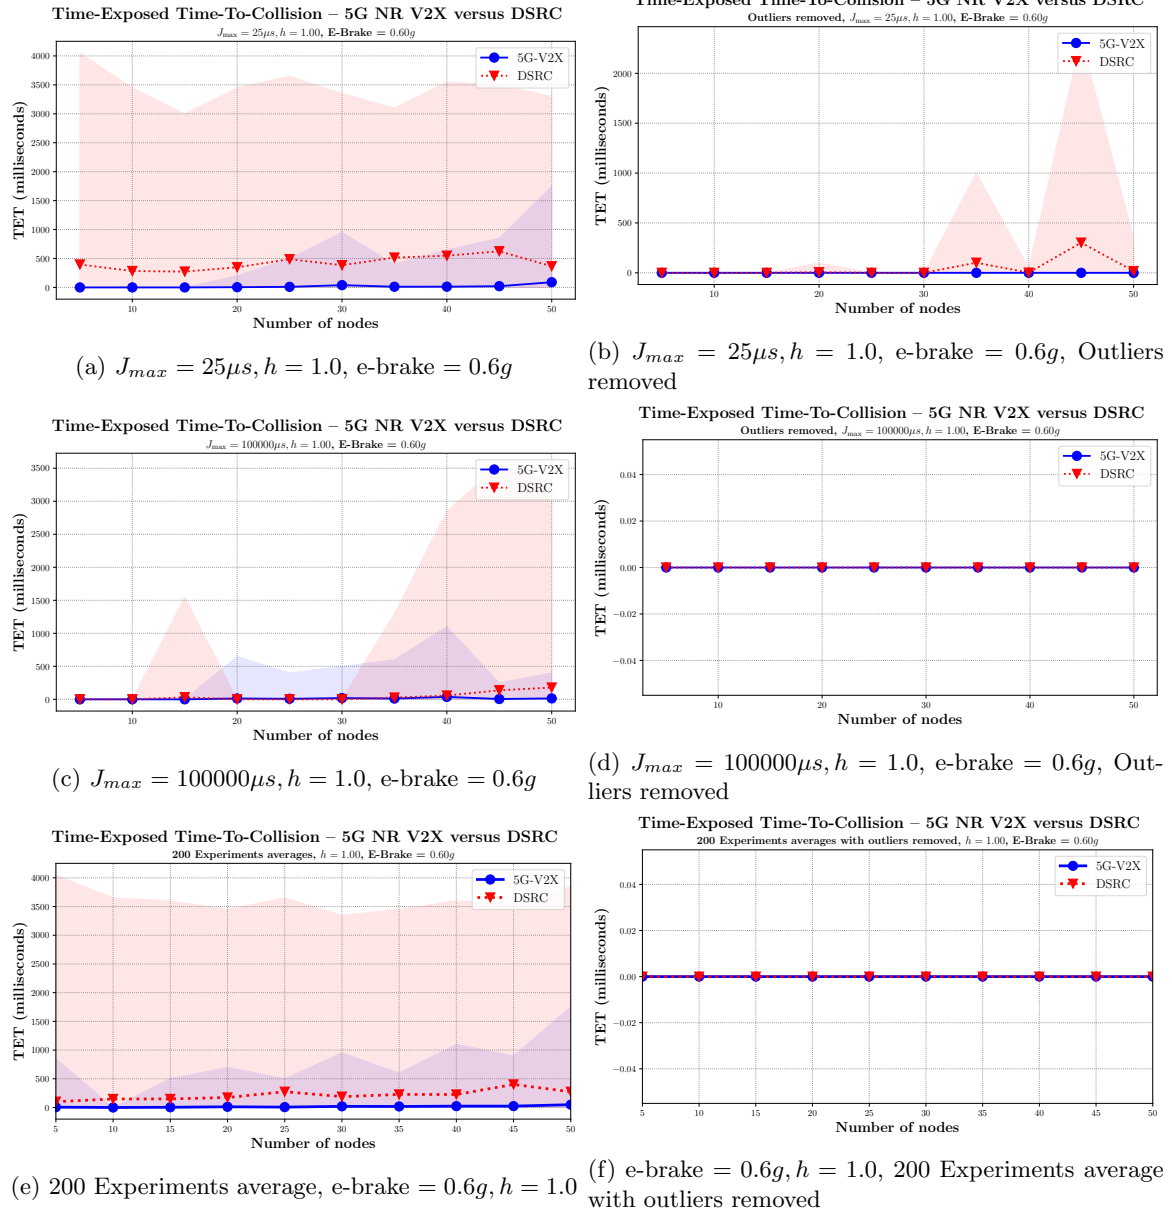 Time-Exposed Time-To-Collision – 5G NR V2X versus DSRC
J_max = 25μs, h = 1.00, E-Brake = 0.60g
4000
3500
3000
2500
2000
1500
1000
500
0
TET (milliseconds)
5G-V2X
DSRC
10
20
30
40
50
Number of nodes
(a) J_max = 25μs, h = 1.0, e-brake = 0.6g
Time-Exposed Time-To-Collision – 5G NR V2X versus DSRC
Outliers removed, J_max = 25μs, h = 1.00, E-Brake = 0.60g
2000
1500
1000
500
0
TET (milliseconds)
5G-V2X
DSRC
10
20
30
40
50
Number of nodes
(b) J_max = 25μs, h = 1.0, e-brake = 0.6g, Outliers
removed
Time-Exposed Time-To-Collision – 5G NR V2X versus DSRC
J_max = 100000μs, h = 1.00, E-Brake = 0.60g
3500
3000
2500
2000
1500
1000
500
0
TET (milliseconds)
5G-V2X
DSRC
10
20
30
40
50
Number of nodes
(c) J_max = 100000μs, h = 1.0, e-brake = 0.6g
Time-Exposed Time-To-Collision – 5G NR V2X versus DSRC
Outliers removed, J_max = 100000μs, h = 1.00, E-Brake = 0.60g
0.04
0.02
0.00
−0.02
−0.04
TET (milliseconds)
5G-V2X
DSRC
10
20
30
40
50
Number of nodes
(d) J_max = 100000μs, h = 1.0, e-brake = 0.6g, Out-
liers removed
Time-Exposed Time-To-Collision – 5G NR V2X versus DSRC
200 Experiments averages, h = 1.00, E-Brake = 0.60g
4000
3500
3000
2500
2000
1500
1000
500
0
TET (milliseconds)
5G-V2X
DSRC
5
10
15
20
25
30
35
40
45
50
Number of nodes
(e) 200 Experiments average, e-brake = 0.6g, h = 1.0
Time-Exposed Time-To-Collision – 5G NR V2X versus DSRC
200 Experiments averages with outliers removed, h = 1.00, E-Brake = 0.60g
0.04
0.02
0.00
−0.02
−0.04
TET (milliseconds)
5G-V2X
DSRC
5
10
15
20
25
30
35
40
45
50
Number of nodes
(f) e-brake = 0.6g, h = 1.0, 200 Experiments average
with outliers removed